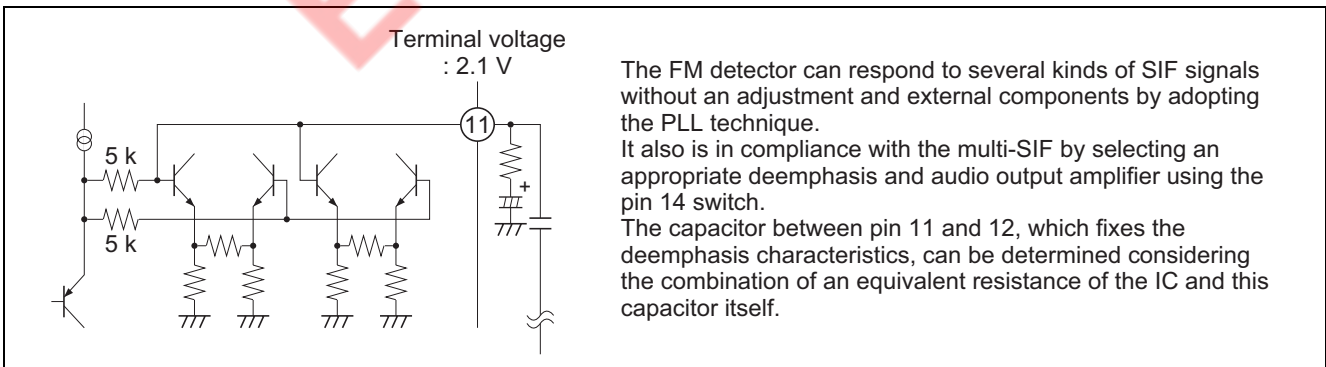 Terminal voltage
: 2.1 V
11
5 k
5 k
+
The FM detector can respond to several kinds of SIF signals
without an adjustment and external components by adopting
the PLL technique.
It also is in compliance with the multi-SIF by selecting an
appropriate deemphasis and audio output amplifier using the
pin 14 switch.
The capacitor between pin 11 and 12, which fixes the
deemphasis characteristics, can be determined considering
the combination of an equivalent resistance of the IC and this
capacitor itself.